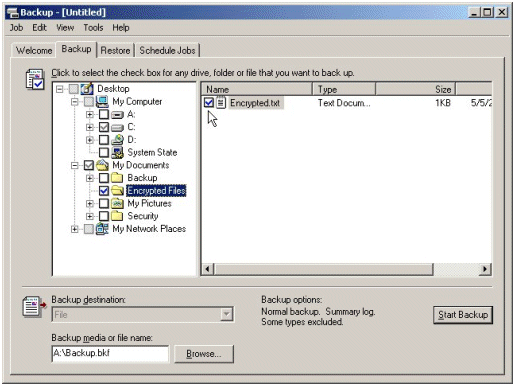 Backup - [Untitled]
Job Edit View Tools Help
Welcome Backup Restore Schedule Jobs
Click to select the check box for any drive, folder or file that you want to back up.
Desktop
My Computer
A:
C:
D:
System State
My Documents
Backup
Encrypted Files
My Pictures
Security
My Network Places
Name Type Size
Encrypted.txt Text Docum... 1KB 5/5/2
Backup destination:
File
Backup media or file name:
A:\Backup.bkf
Browse...
Backup options:
Normal backup. Summary log.
Some types excluded.
Start Backup